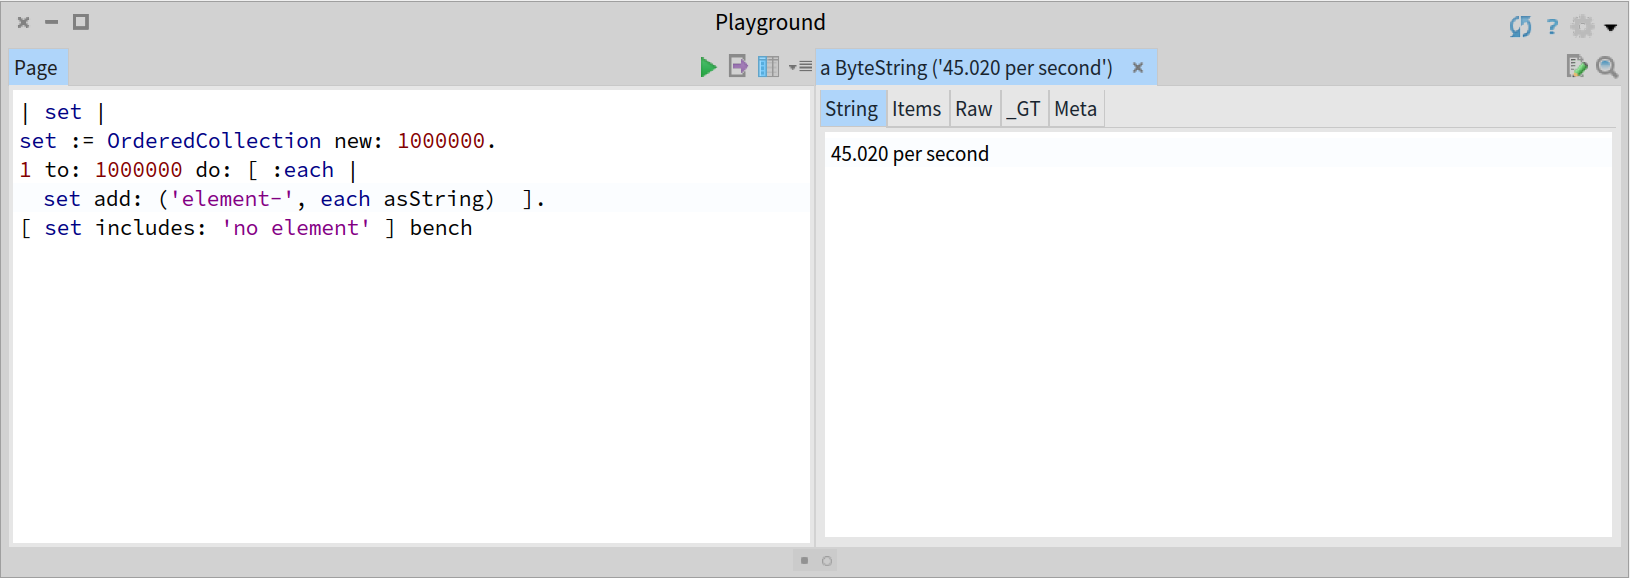 Playground
?
Page
a ByteString ('45.020 per second')
String Items Raw _GT Meta
| set |
set := OrderedCollection new: 1000000.
1 to: 1000000 do: [ :each |
set add: ('element-', each asString)  ].
[ set includes: 'no element' ] bench
45.020 per second